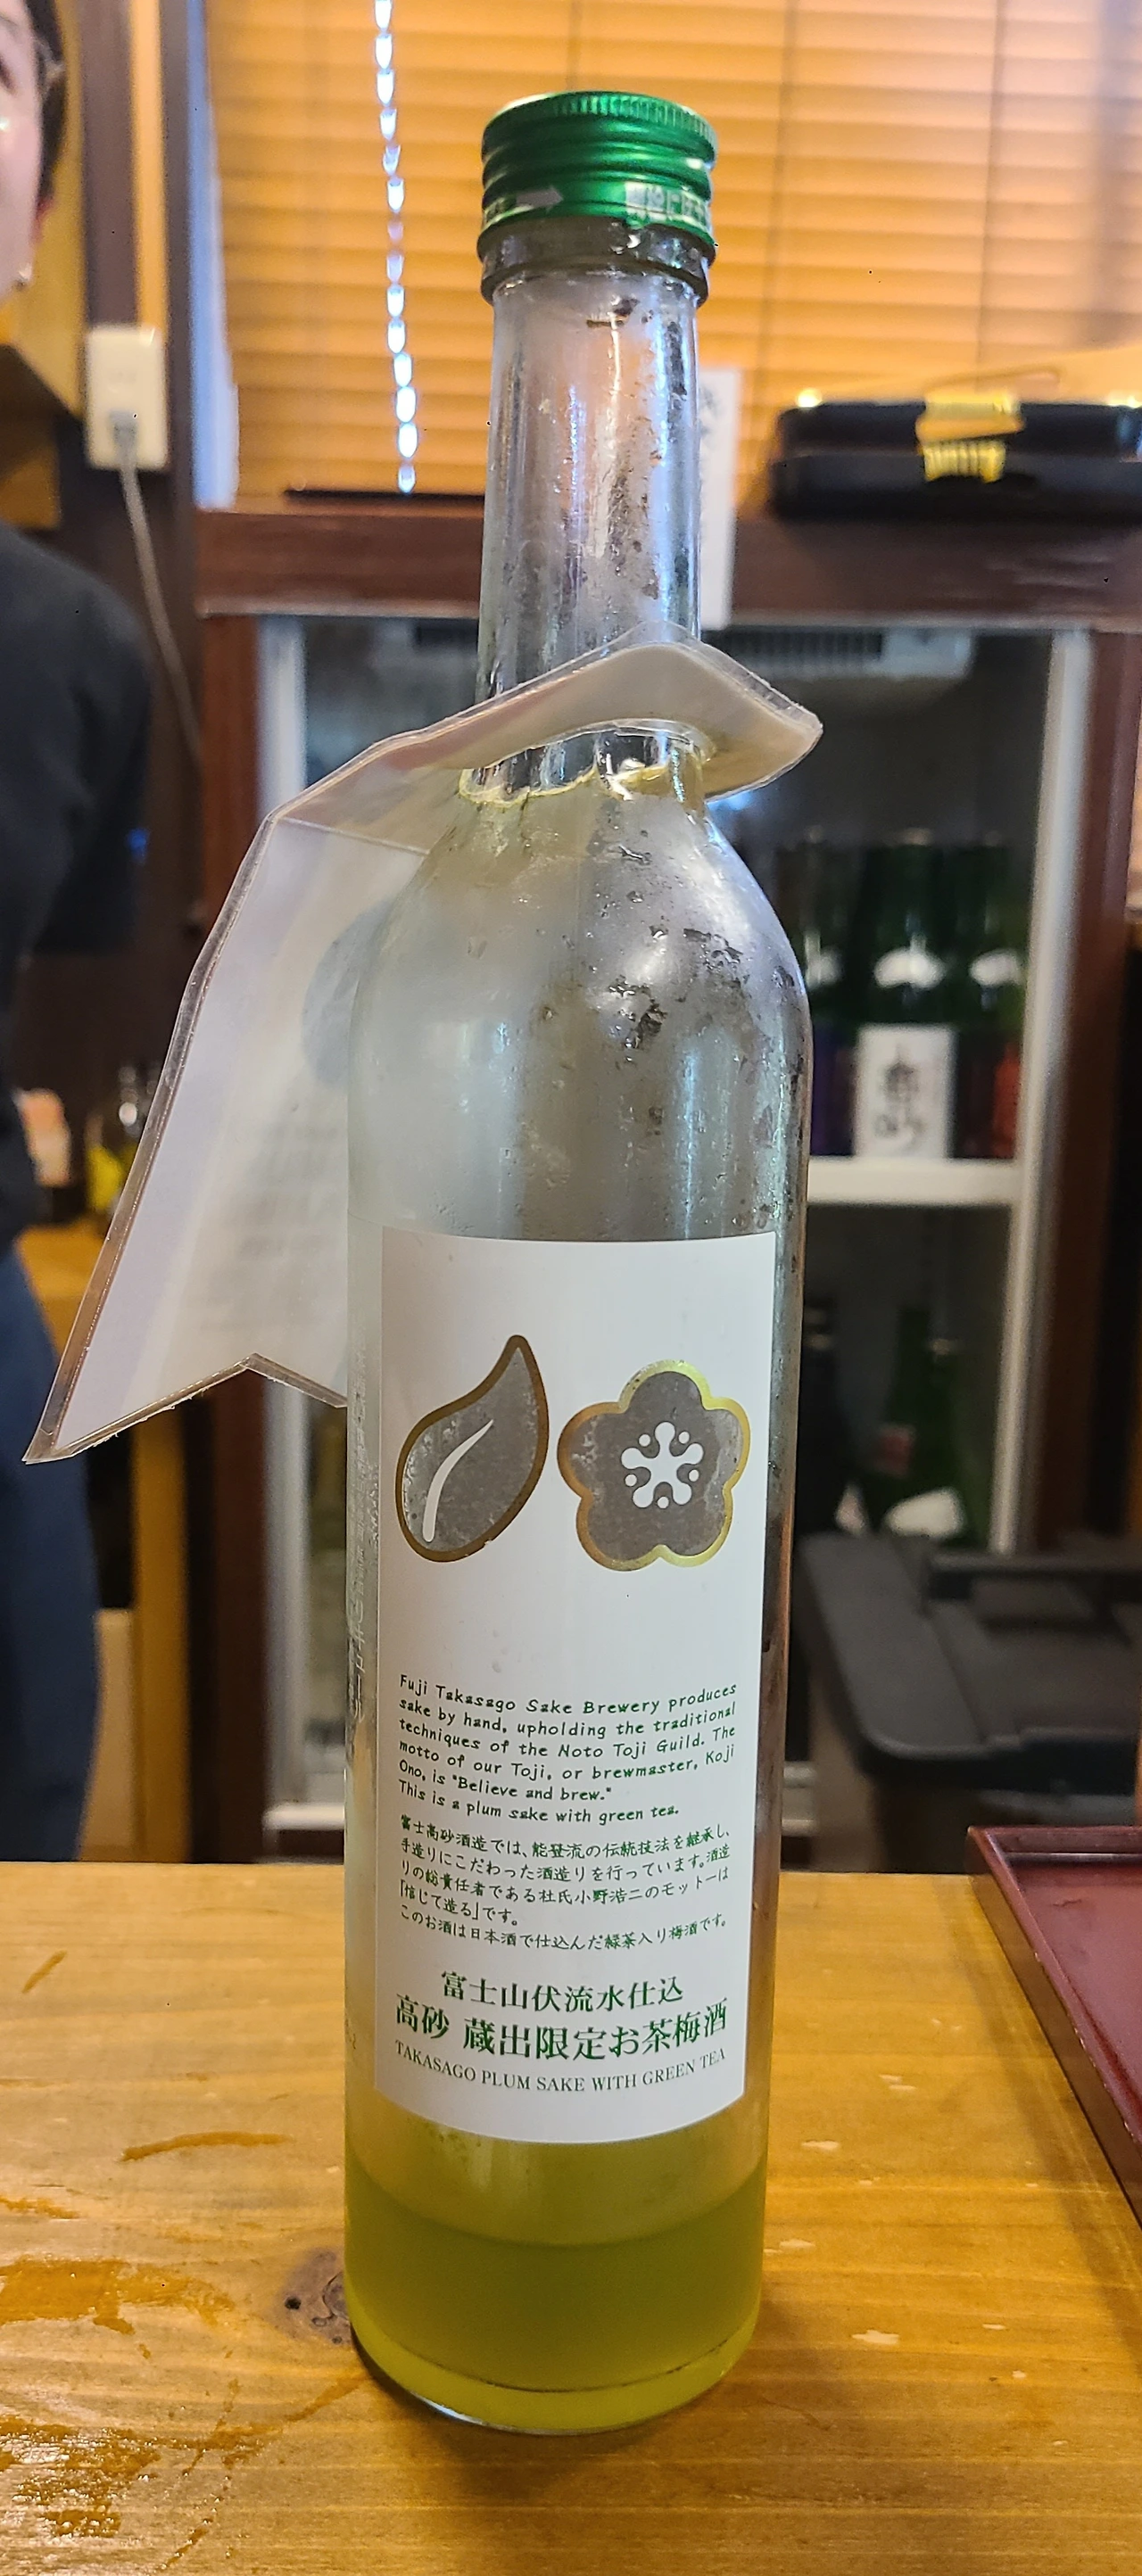 Fuji Takasago Sake Brewery produces
sake by hand, upholding the traditional
techniques of the Noto Toji Guild. The
motto of our Toji, or brewmaster, Koji
Ono, is "Believe and brew."
This is a plum sake with green tea.
富士高砂酒造では、能登流の伝統技法を継承し、
手造りにこだわった酒造りを行っています。酒造
りの総責任者である杜氏小野浩二のモットーは
「信じて造る」です。
このお酒は日本酒で仕込んだ緑茶入り梅酒です。
富士山伏流水仕込
高砂 蔵出限定お茶梅酒
TAKASAGO PLUM SAKE WITH GREEN TEA